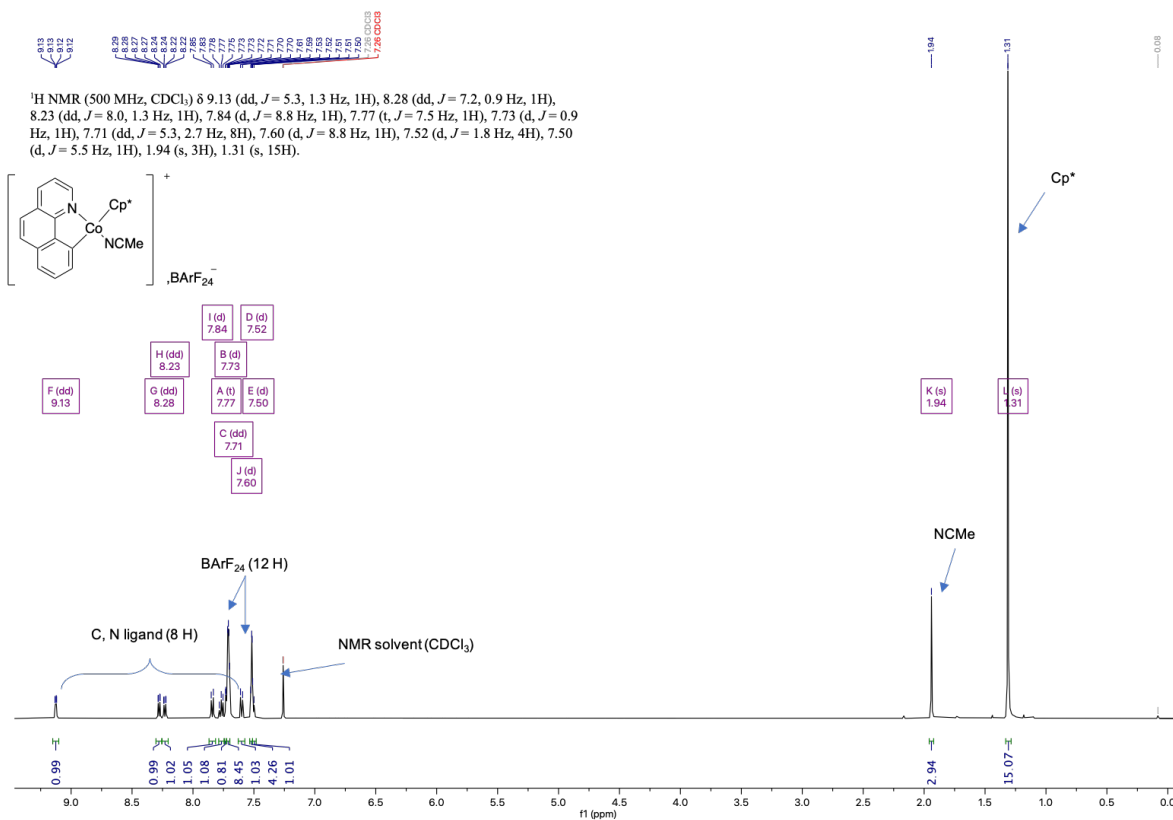 9.13
9.13
9.12
9.12
8.29
8.28
8.27
8.27
8.24
8.24
8.22
8.22
7.85
7.83
7.78
7.77
7.75
7.73
7.73
7.72
7.71
7.70
7.70
7.61
7.59
7.53
7.52
7.51
7.51
7.50
7.26 CDCl3
7.26 CDCl3
1.94
1.31
0.08
¹H NMR (500 MHz, CDCl₃) δ 9.13 (dd, J = 5.3, 1.3 Hz, 1H), 8.28 (dd, J = 7.2, 0.9 Hz, 1H),
8.23 (dd, J = 8.0, 1.3 Hz, 1H), 7.84 (d, J = 8.8 Hz, 1H), 7.77 (t, J = 7.5 Hz, 1H), 7.73 (d, J = 0.9
Hz, 1H), 7.71 (dd, J = 5.3, 2.7 Hz, 8H), 7.60 (d, J = 8.8 Hz, 1H), 7.52 (d, J = 1.8 Hz, 4H), 7.50
(d, J = 5.5 Hz, 1H), 1.94 (s, 3H), 1.31 (s, 15H).
+
N
Cp*
Co
NCMe
,BArF₂₄⁻
Cp*
I (d)
7.84
D (d)
7.52
H (dd)
8.23
B (d)
7.73
F (dd)
9.13
G (dd)
8.28
A (t)
7.77
E (d)
7.50
K (s)
1.94
L (s)
1.31
C (dd)
7.71
J (d)
7.60
NCMe
BArF₂₄ (12 H)
C, N ligand (8 H)
NMR solvent (CDCl₃)
0.99
0.99
1.02
1.05
1.08
0.81
8.45
1.03
4.26
1.01
2.94
15.07
9.0
8.5
8.0
7.5
7.0
6.5
6.0
5.5
5.0
4.5
4.0
3.5
3.0
2.5
2.0
1.5
1.0
0.5
0.0
f1 (ppm)